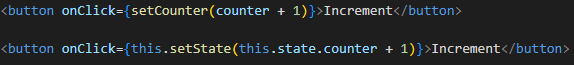 <button onClick={setCounter(counter + 1)}>Increment</button>
<button onClick={this.setState(this.state.counter + 1)}>Increment</button>